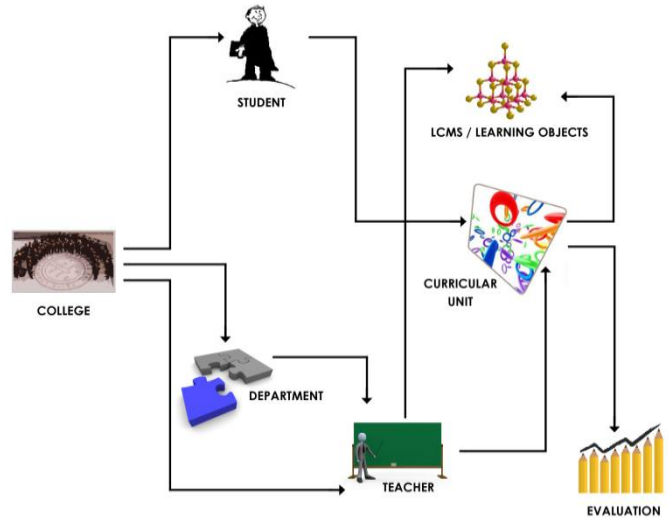 STUDENT
LCMS / LEARNING OBJECTS
CURRICULAR
UNIT
COLLEGE
DEPARTMENT
TEACHER
EVALUATION